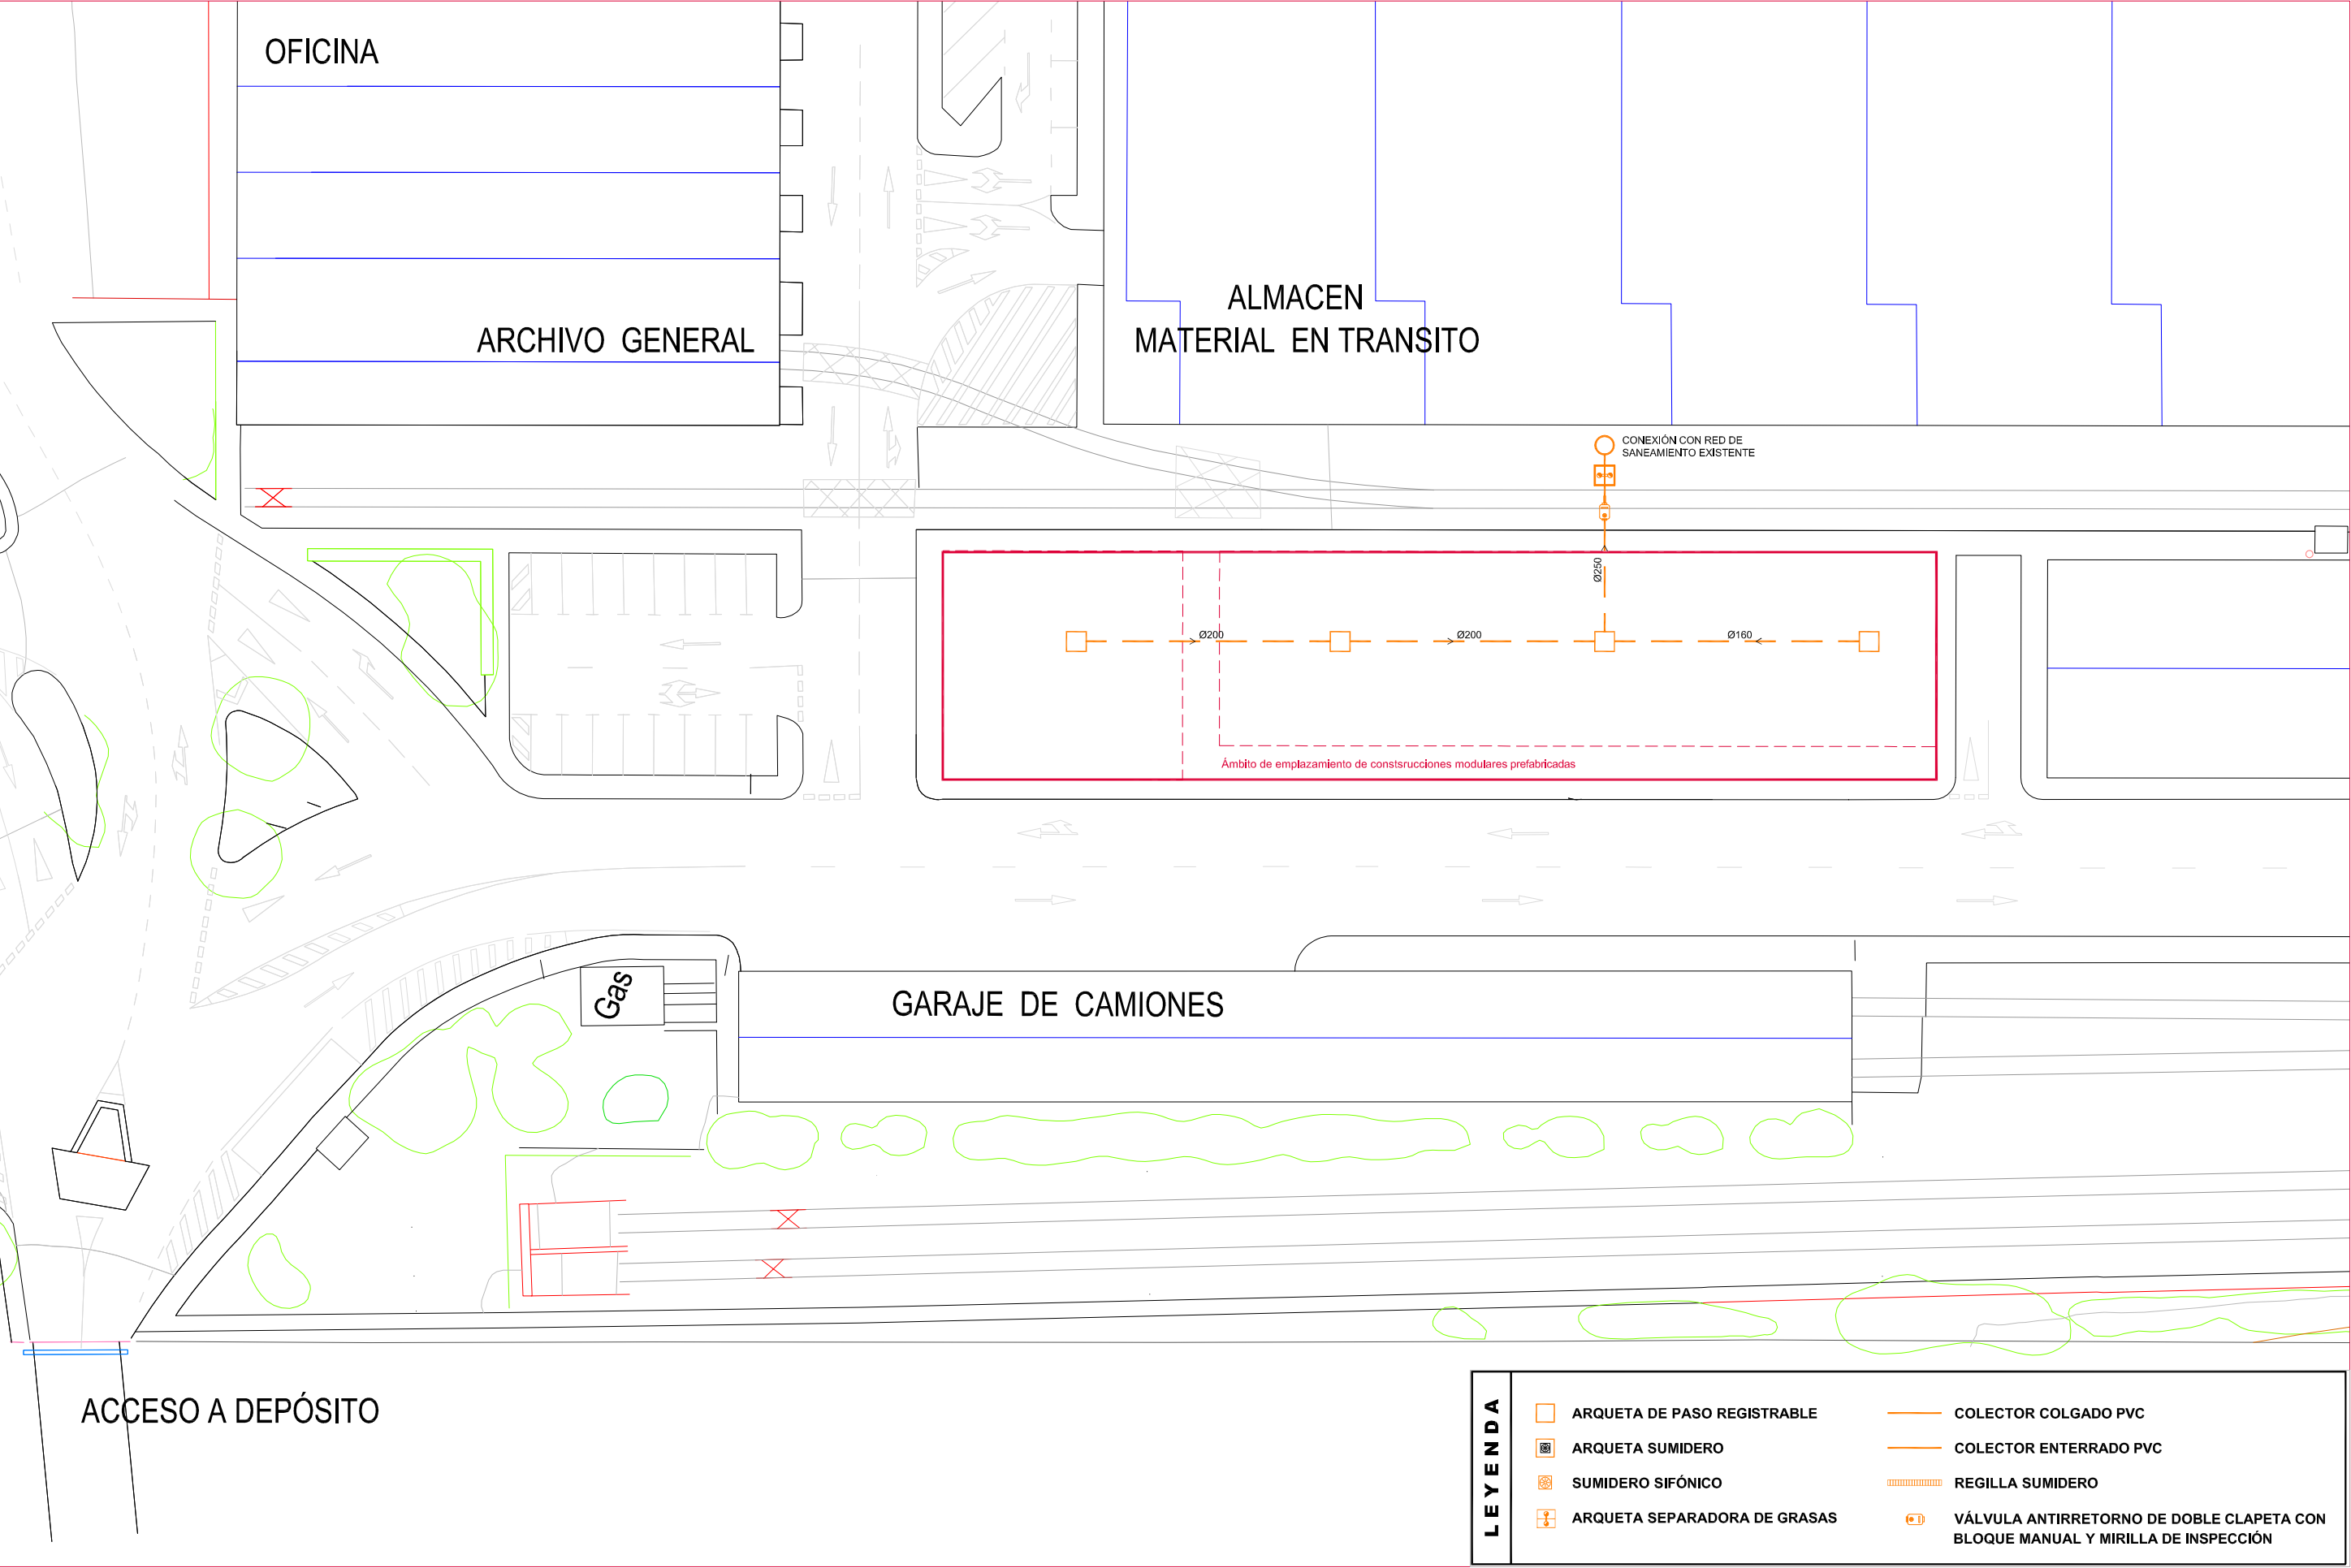 OFICINA
ARCHIVO GENERAL
ALMACEN
MATERIAL EN TRANSITO
CONEXIÓN CON RED DE
SANEAMIENTO EXISTENTE
Ø250
Ø200
Ø200
Ø160
Ámbito de emplazamiento de constsrucciones modulares prefabricadas
Gas
GARAJE DE CAMIONES
ACCESO A DEPÓSITO
LEYENDA
ARQUETA DE PASO REGISTRABLE
ARQUETA SUMIDERO
SUMIDERO SIFÓNICO
ARQUETA SEPARADORA DE GRASAS
COLECTOR COLGADO PVC
COLECTOR ENTERRADO PVC
REGILLA SUMIDERO
VÁLVULA ANTIRRETORNO DE DOBLE CLAPETA CON
BLOQUE MANUAL Y MIRILLA DE INSPECCIÓN